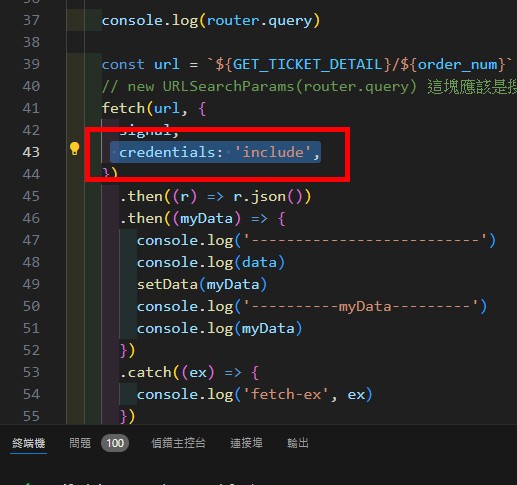 37 console.log(router.query)
38
39 const url = `${GET_TICKET_DETAIL}/${order_num}`
40 // new URLSearchParams(router.query) 這塊應該是搜
41 fetch(url, {
42 signal,
43 credentials: 'include',
44 })
45 .then((r) => r.json())
46 .then((myData) => {
47 console.log('--------------------------')
48 console.log(data)
49 setData(myData)
50 console.log('----------myData---------')
51 console.log(myData)
52 })
53 .catch((ex) => {
54 console.log('fetch-ex', ex)
55 })
終端機 問題 100 偵錯主控台 連接埠 輸出